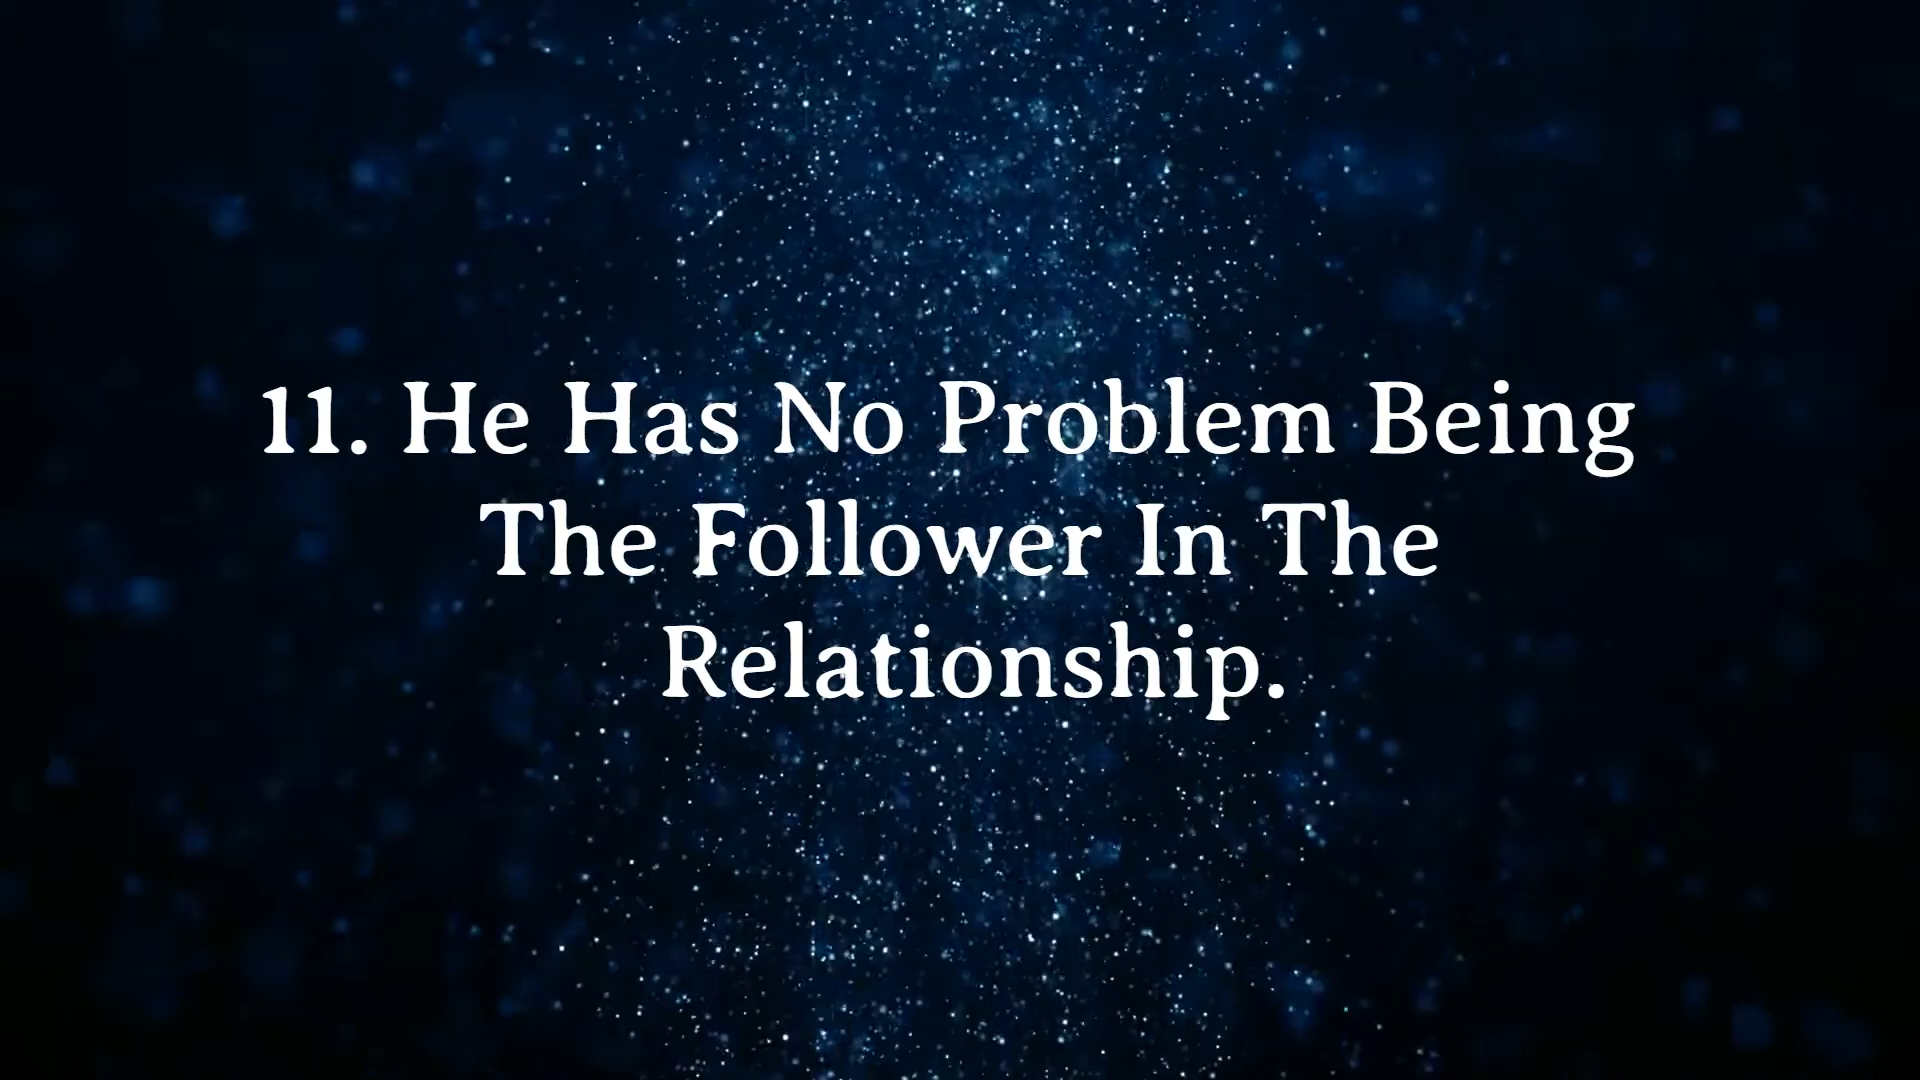 11. He Has No Problem Being
The Follower In The
Relationship.